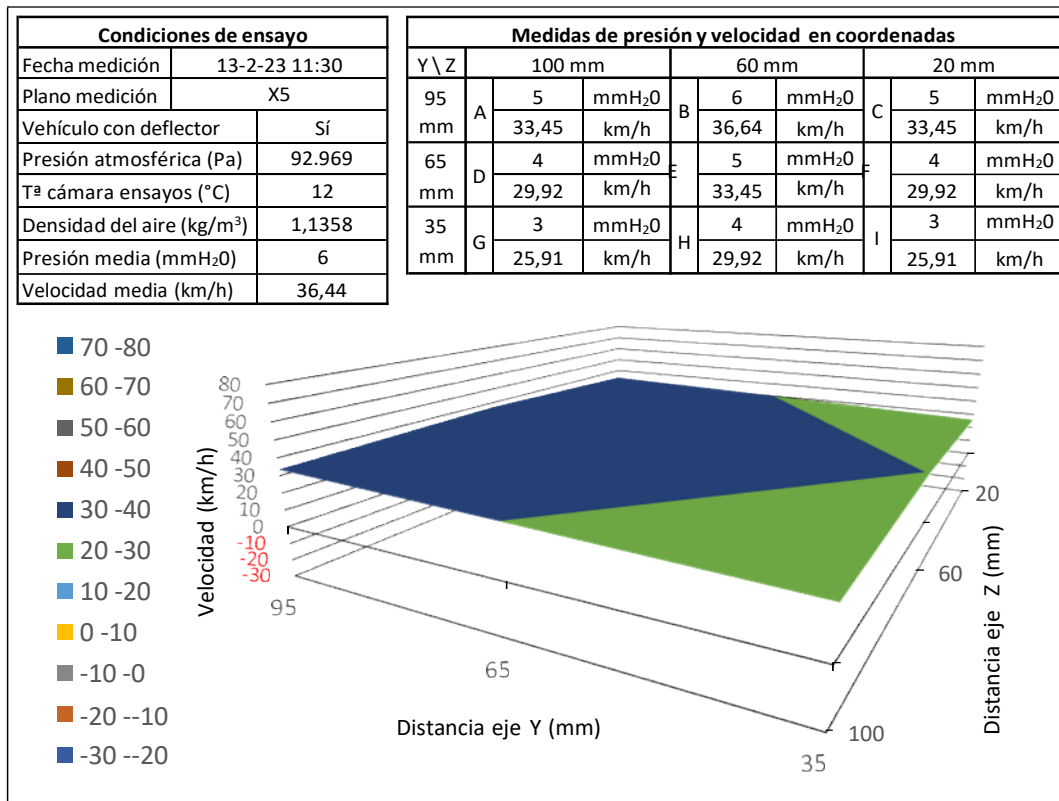 Condiciones de ensayo
Fecha medición 13-2-23 11:30
Plano medición X5
Vehículo con deflector Sí
Presión atmosférica (Pa) 92.969
Tª cámara ensayos (°C) 12
Densidad del aire (kg/m³) 1,1358
Presión media (mmH₂0) 6
Velocidad media (km/h) 36,44
Medidas de presión y velocidad en coordenadas
Y \ Z 100 mm 60 mm 20 mm
95 mm A 5 mmH₂0 B 6 mmH₂0 C 5 mmH₂0
33,45 km/h 36,64 km/h 33,45 km/h
65 mm D 4 mmH₂0 E 5 mmH₂0 F 4 mmH₂0
29,92 km/h 33,45 km/h 29,92 km/h
35 mm G 3 mmH₂0 H 4 mmH₂0 I 3 mmH₂0
25,91 km/h 29,92 km/h 25,91 km/h
70 -80
60 -70
50 -60
40 -50
30 -40
20 -30
10 -20
0 -10
-10 -0
-20 --10
-30 --20
Velocidad (km/h)
80
70
60
50
40
30
20
10
0
-10
-20
-30
95
65
35
Distancia eje Y (mm)
20
60
100
Distancia eje Z (mm)